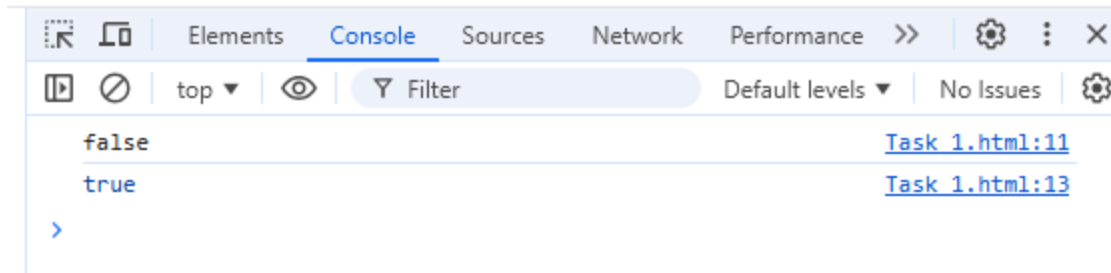 Elements Console Sources Network Performance
top Filter Default levels No Issues
false Task 1.html:11
true Task 1.html:13